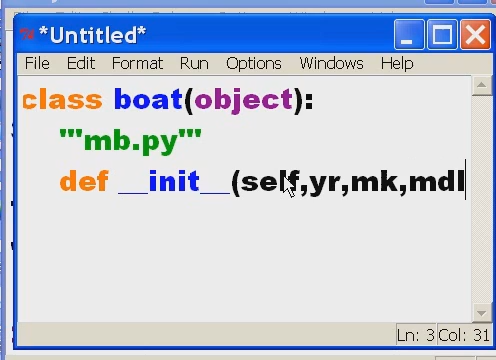 *Untitled*
File Edit Format Run Options Windows Help
class boat(object):
'''mb.py'''
def __init__(self,yr,mk,mdl
Ln: 3 Col: 31